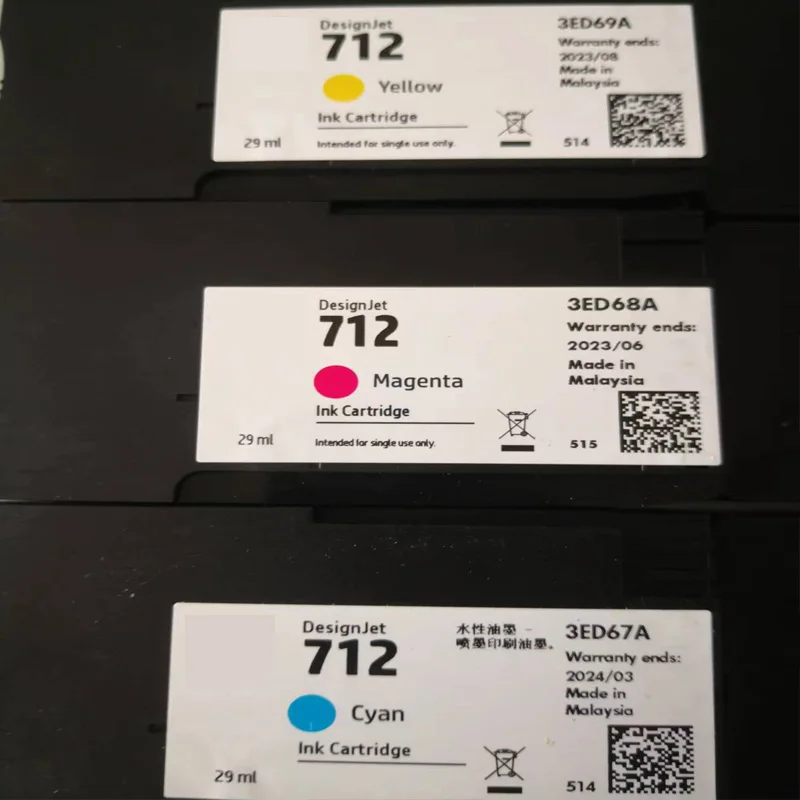 DesignJet
712
Yellow
Ink Cartridge
29 ml
Intended for single use only.
3ED69A
Warranty ends:
2023/08
Made in
Malaysia
514
DesignJet
712
Magenta
Ink Cartridge
29 ml
Intended for single use only.
3ED68A
Warranty ends:
2023/06
Made in
Malaysia
515
DesignJet
712
Cyan
Ink Cartridge
29 ml
水性油墨 -
喷墨印刷油墨。
3ED67A
Warranty ends:
2024/03
Made in
Malaysia
514